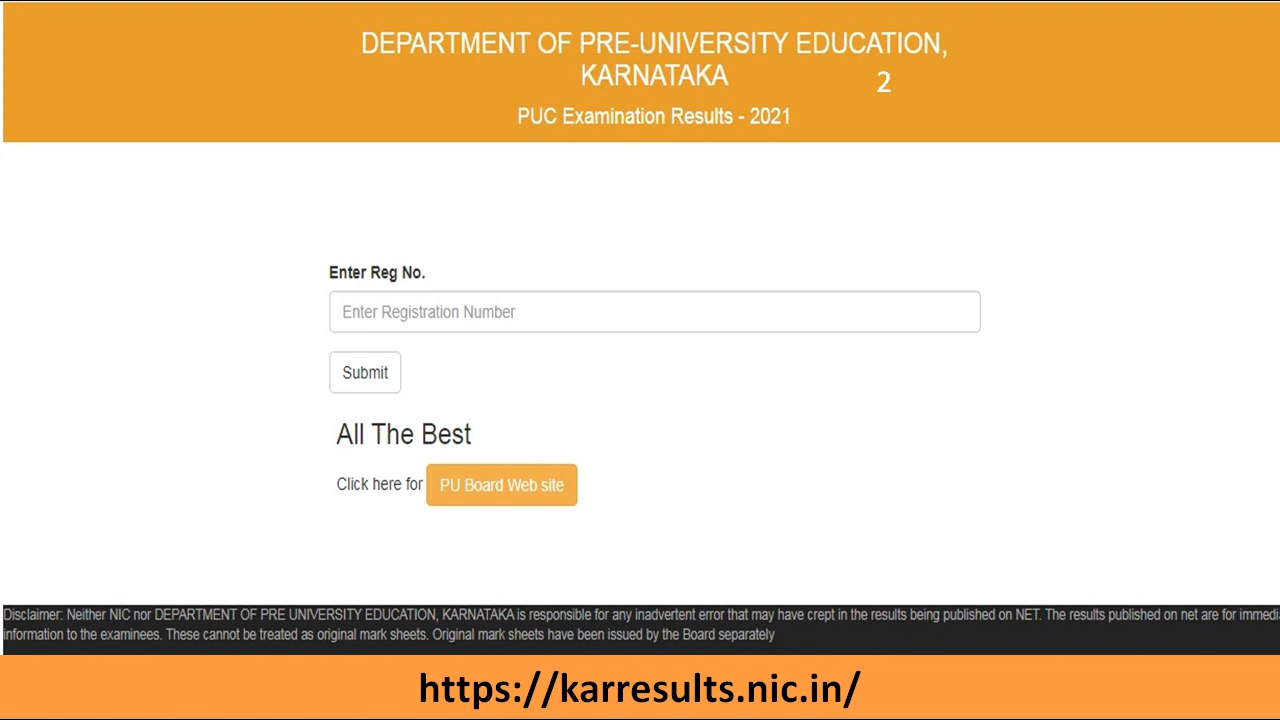 DEPARTMENT OF PRE-UNIVERSITY EDUCATION,
KARNATAKA
2
PUC Examination Results - 2021
Enter Reg No.
Enter Registration Number
Submit
All The Best
Click here for PU Board Web site
Disclaimer: Neither NIC nor DEPARTMENT OF PRE UNIVERSITY EDUCATION, KARNATAKA is responsible for any inadvertent error that may have crept in the results being published on NET. The results published on net are for immedi
information to the examinees. These cannot be treated as original mark sheets. Original mark sheets have been issued by the Board separately
https://karresults.nic.in/